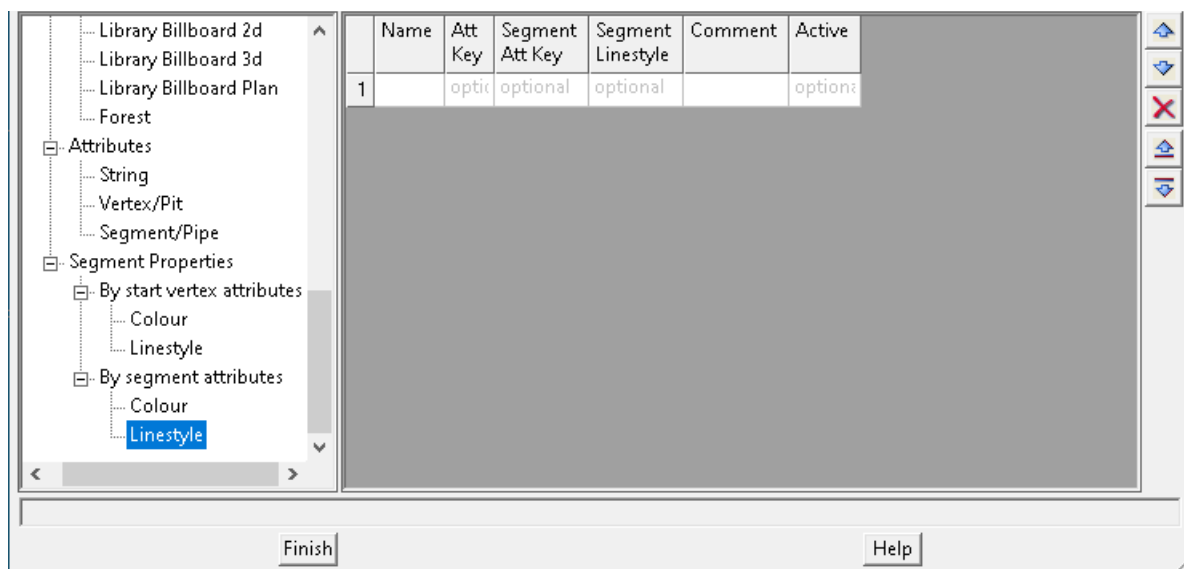 Library Billboard 2d
Library Billboard 3d
Library Billboard Plan
Forest
Attributes
String
Vertex/Pit
Segment/Pipe
Segment Properties
By start vertex attributes
Colour
Linestyle
By segment attributes
Colour
Linestyle
Name Att Key Segment Att Key Segment Linestyle Comment Active
1 optic optional optional optiona
Finish Help